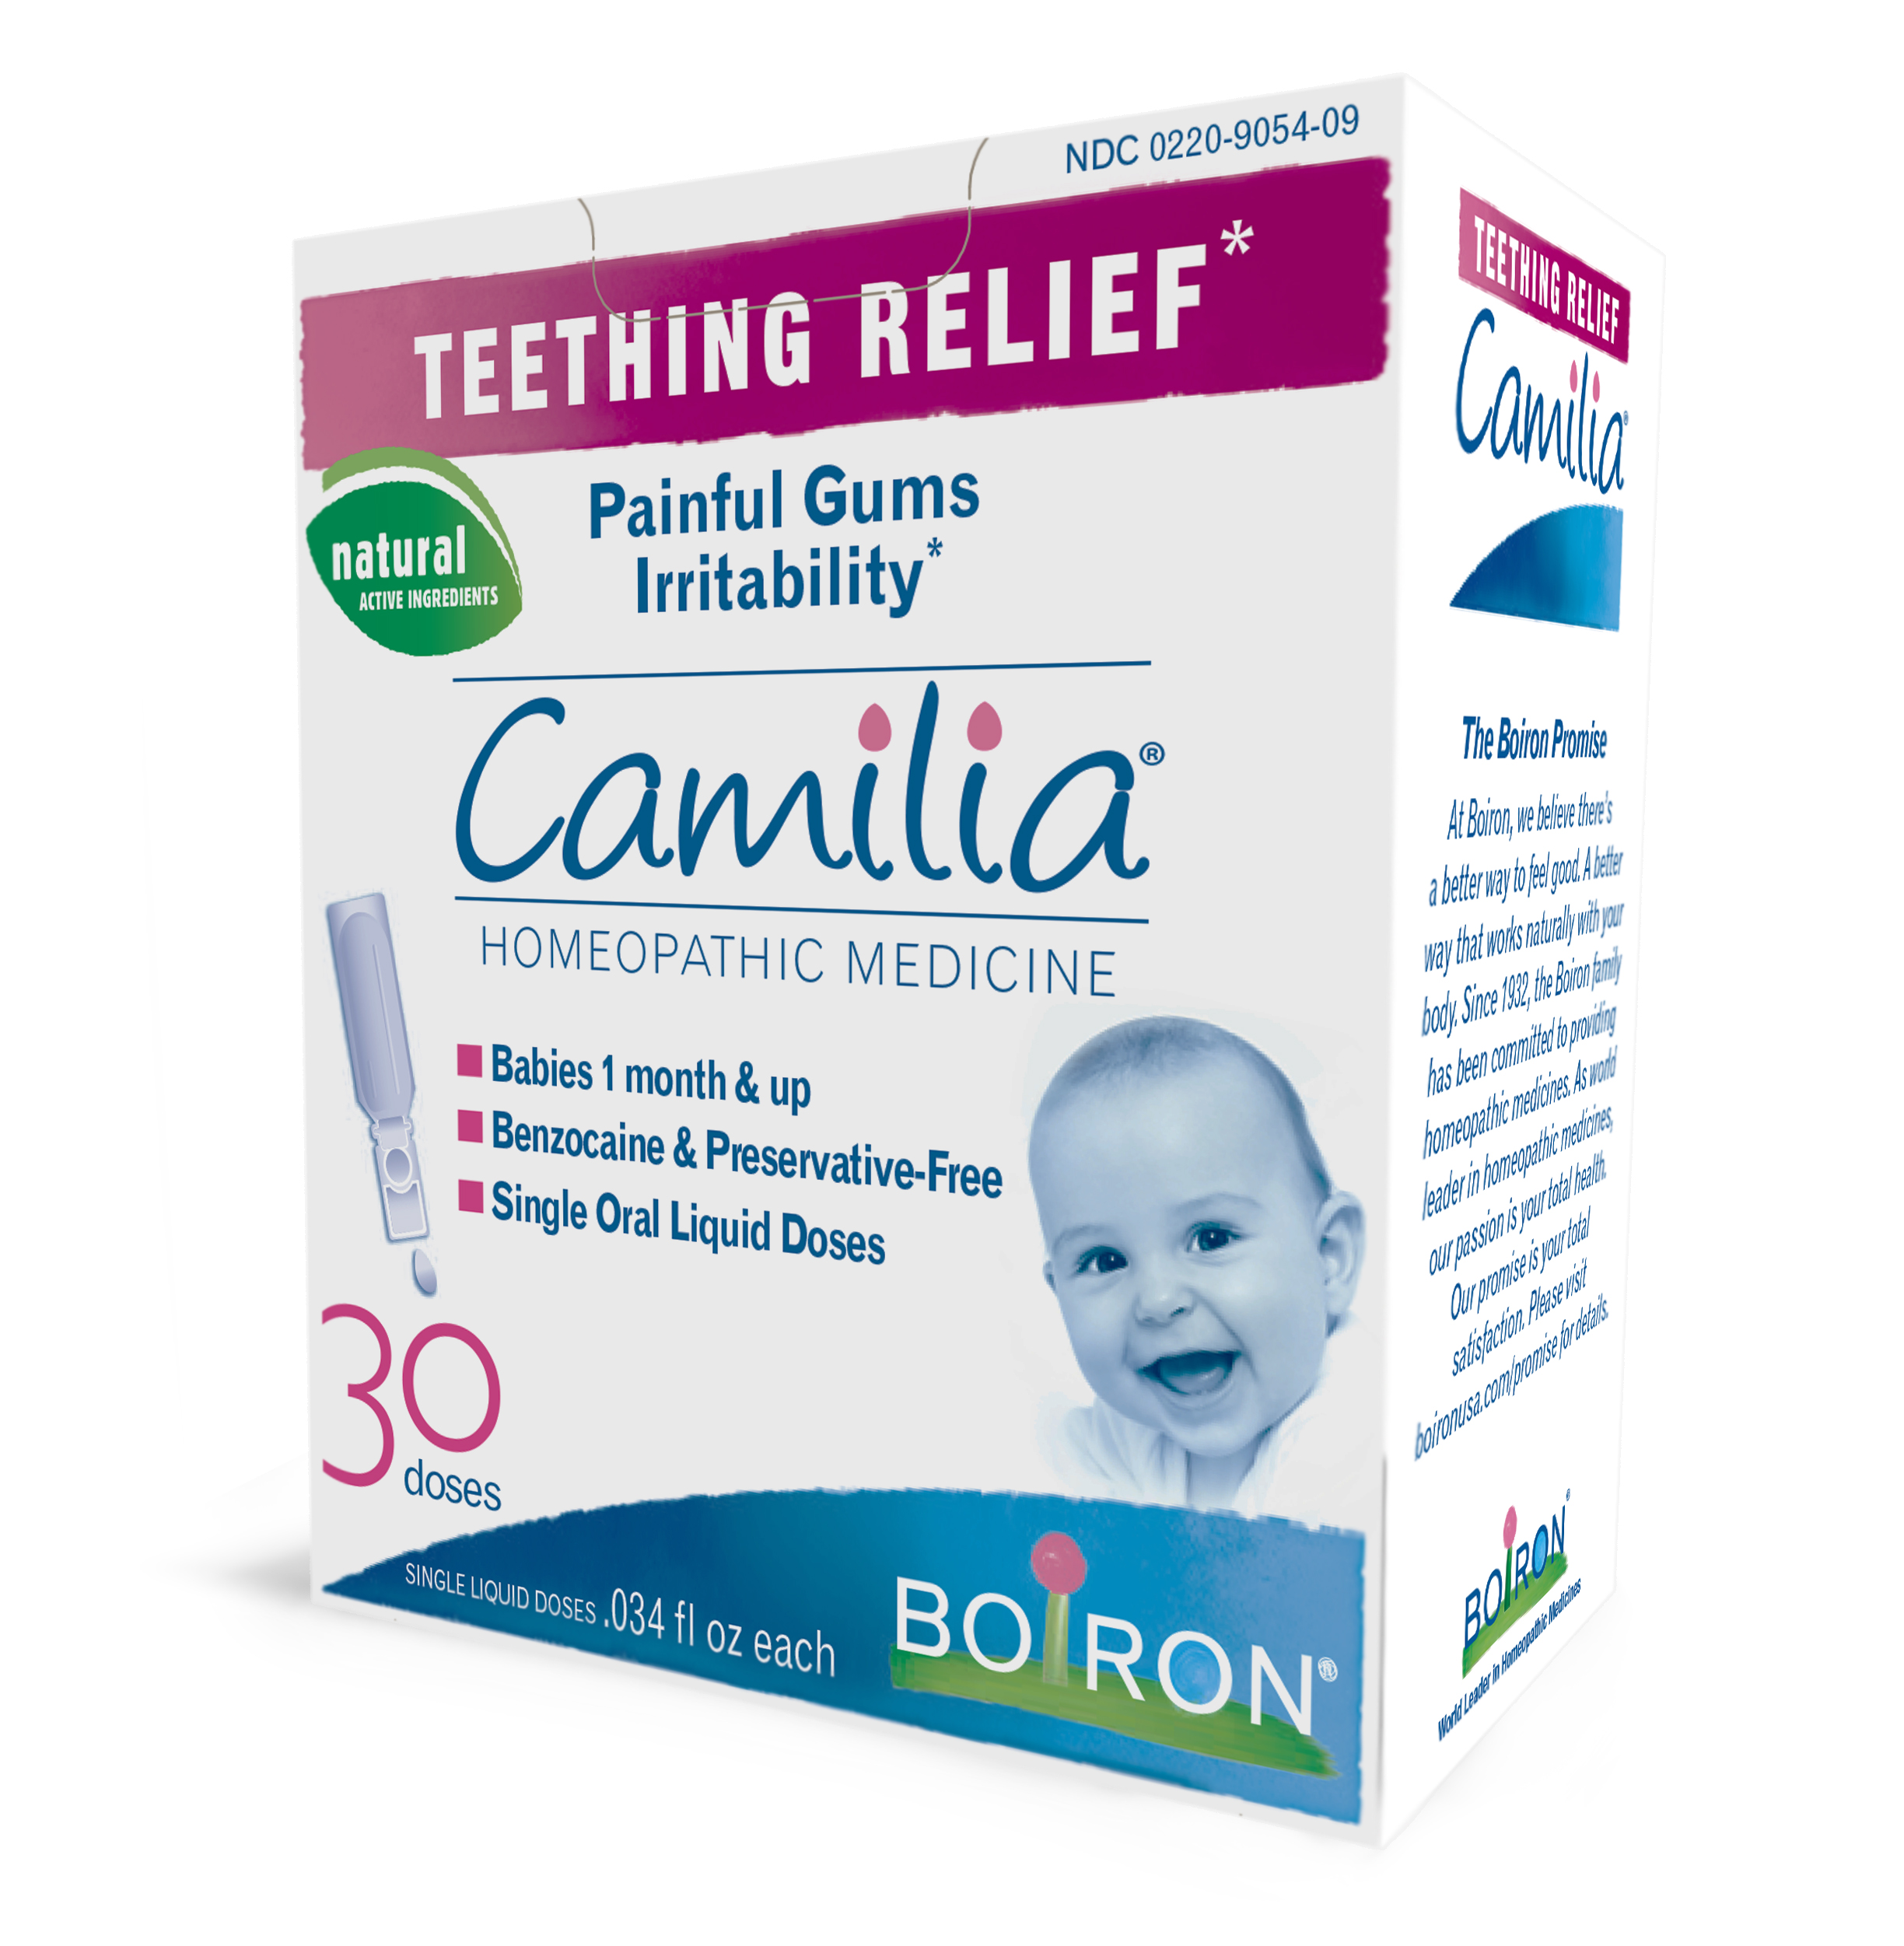 NDC 0220-9054-09
TEETHING RELIEF*
natural
ACTIVE INGREDIENTS
Painful Gums
Irritability*
Camilia®
HOMEOPATHIC MEDICINE
Babies 1 month & up
Benzocaine & Preservative-Free
Single Oral Liquid Doses
30
doses
SINGLE LIQUID DOSES .034 fl oz each
BOIRON®
TEETHING RELIEF
Camilia®
The Boiron Promise
At Boiron, we believe there's
a better way to feel good. A better
way that works naturally with your
body. Since 1932, the Boiron family
has been committed to providing
homeopathic medicines. As world
leader in homeopathic medicines,
our passion is your total health.
Our promise is your total
satisfaction. Please visit
boironusa.com/promise for details.
BOIRON®
World Leader in Homeopathic Medicines